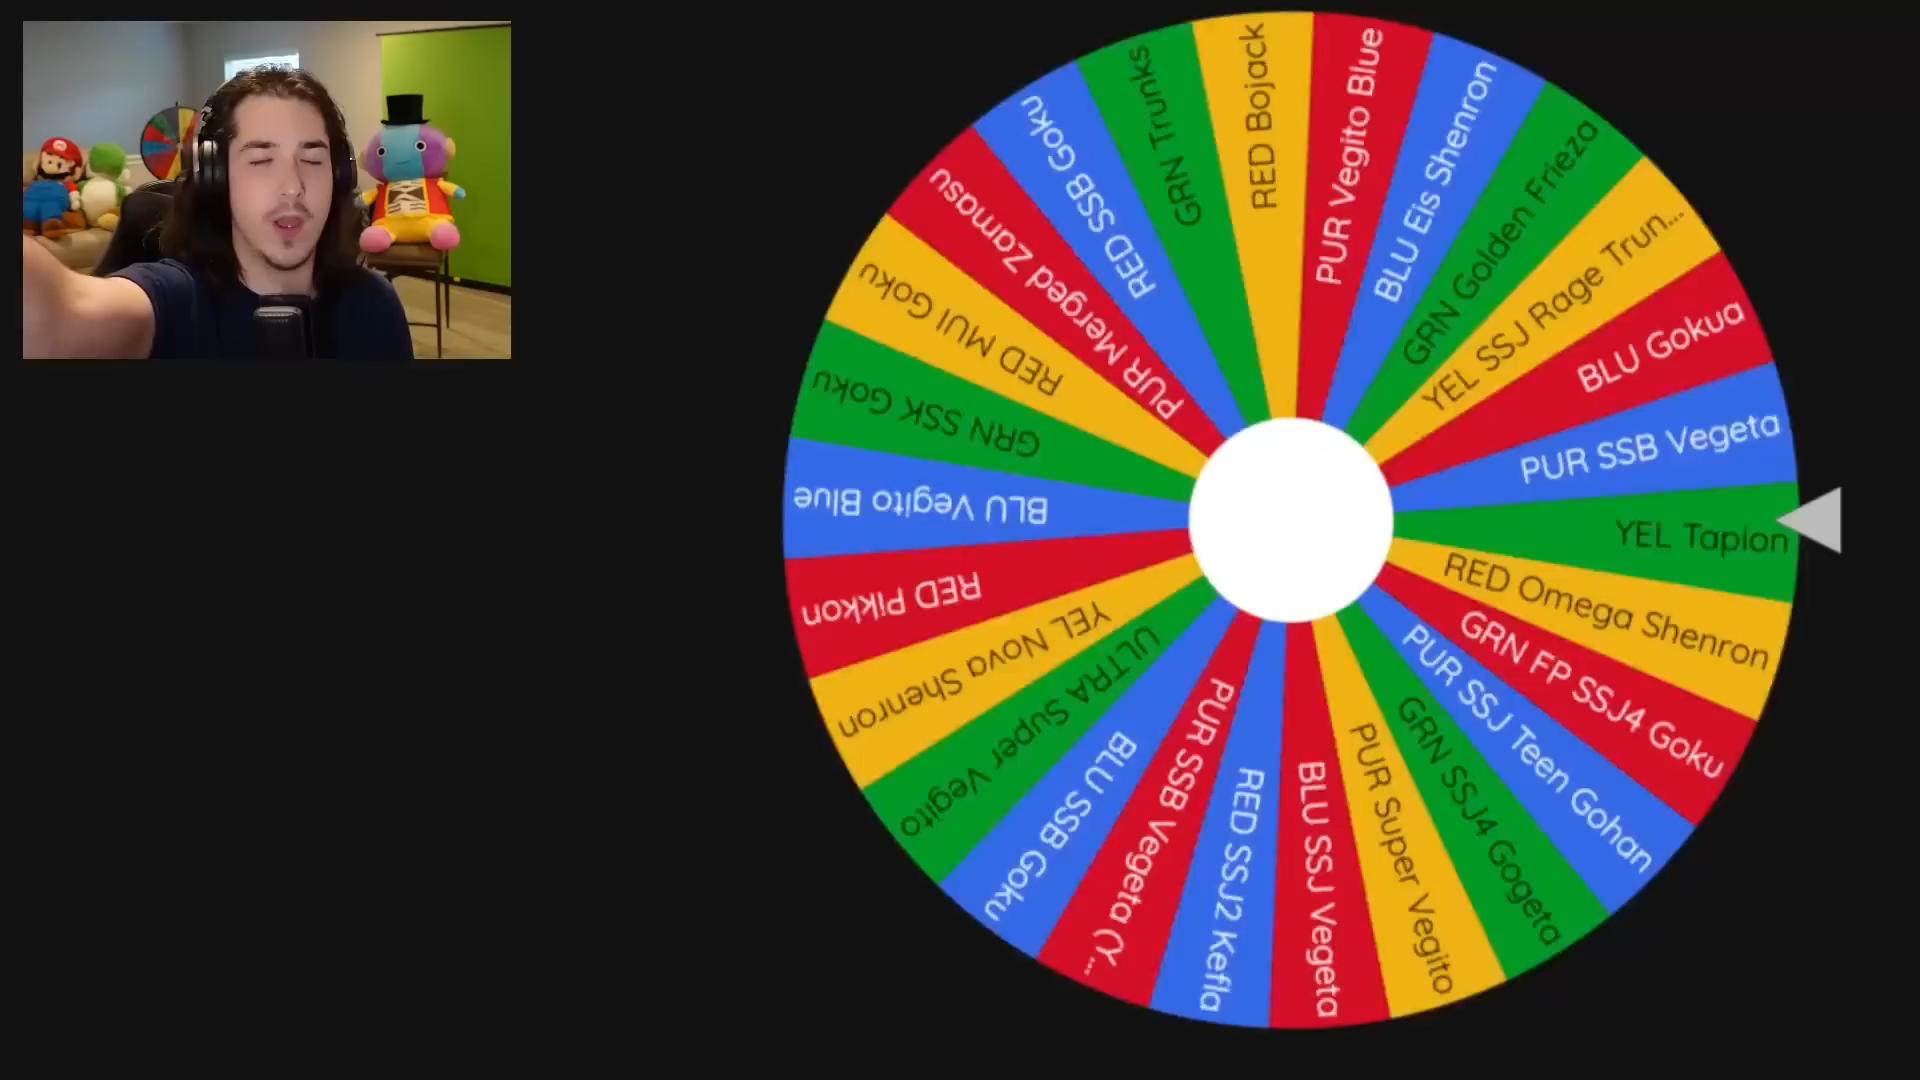 RED Bojack
PUR Vegito Blue
BLU Eis Shenron
GRN Golden Frieza
YEL SSJ Rage Trun...
BLU Gokua
PUR SSB Vegeta
YEL Tapion
RED Omega Shenron
GRN FP SSJ4 Goku
PUR SSJ Teen Gohan
GRN SSJ4 Gogeta
PUR Super Vegito
BLU SSJ Vegeta
RED SSJ2 Kefla
PUR SSB Vegeta (Y...
BLU SSB Goku
ULTRA Super Vegito
YEL Nova Shenron
RED Pikkon
BLU Vegito Blue
GRN SSK Goku
RED MUI Goku
PUR Merged Zamasu
RED SSB Goku
GRN Trunks